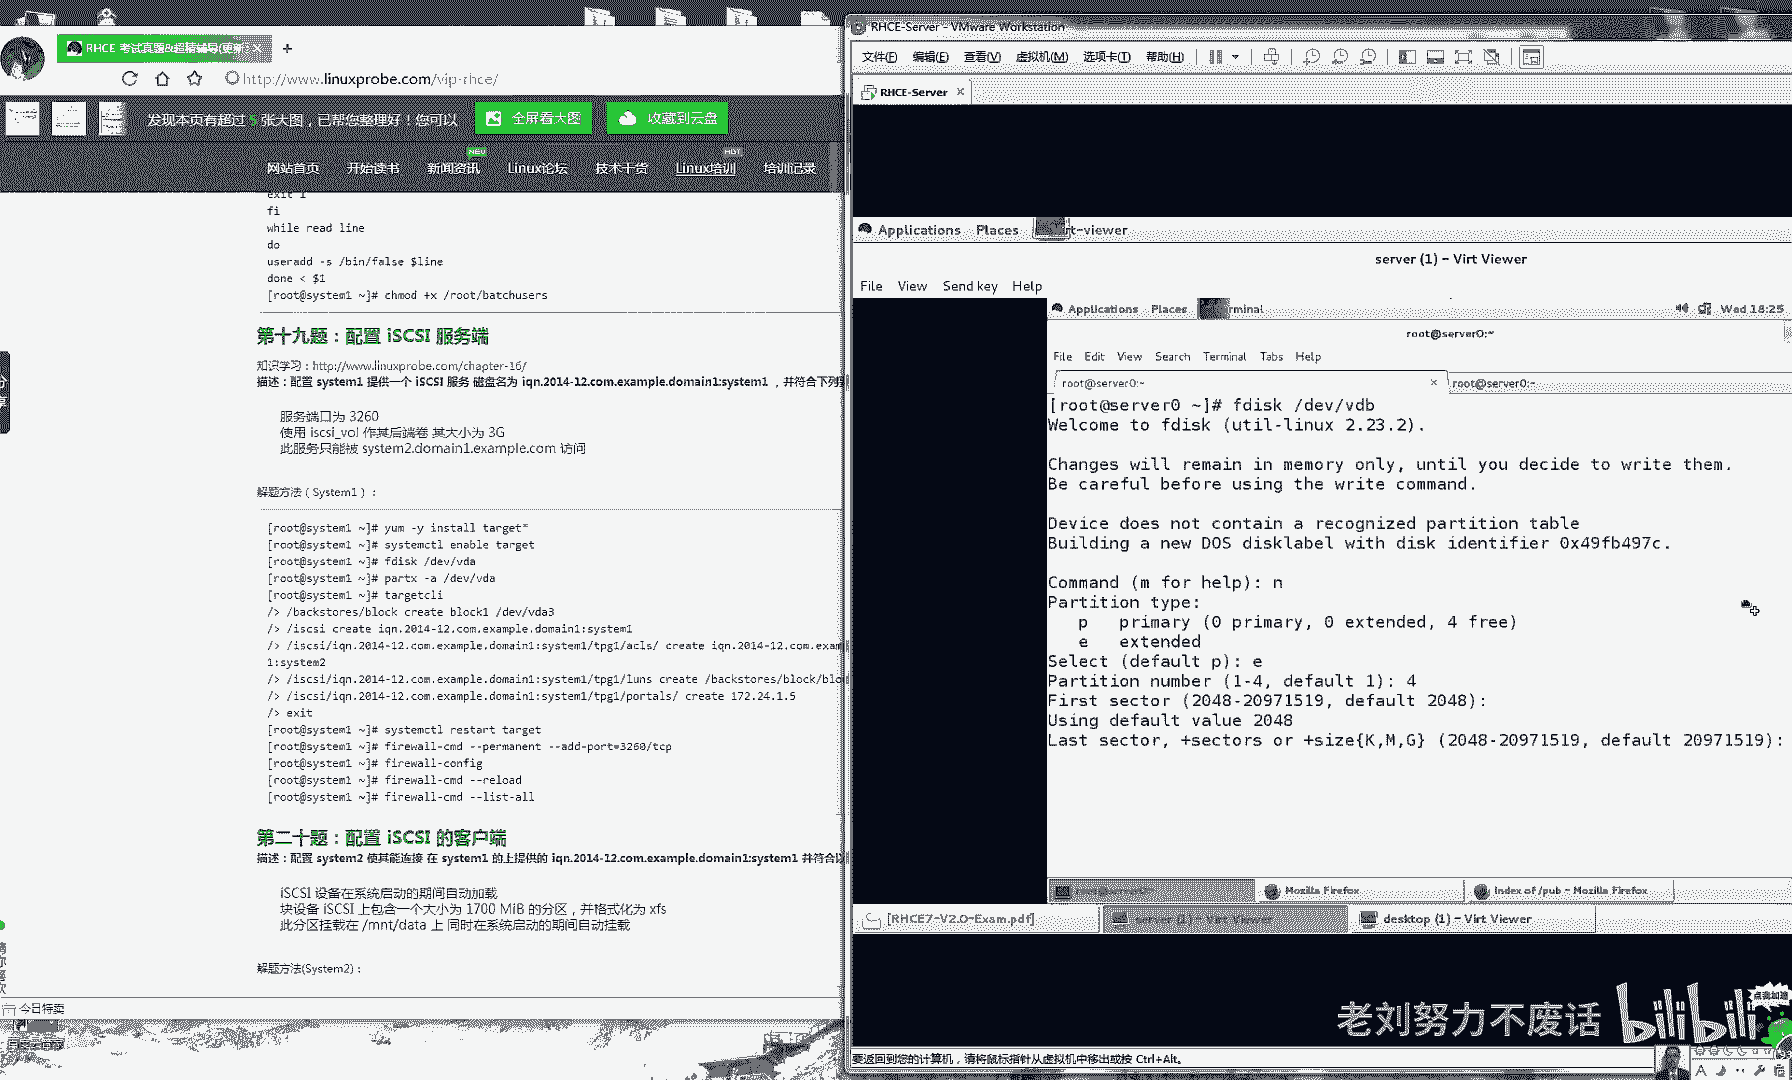 RHCE 考试真题&超精辅导(更新
http://www.linuxprobe.com/vip-rhce/
发现本页有超过 5 张大图，已帮您整理好！您可以
全屏看大图
收藏到云盘
网站首页
开始读书
新闻资讯
NEW
Linux论坛
技术干货
Linux培训
HOT
培训记录
exit 1
fi
while read line
do
useradd -s /bin/false $line
done < $1
[root@system1 ~]# chmod +x /root/batchusers
第十九题：配置 iSCSI 服务端
知识学习：http://www.linuxprobe.com/chapter-16/
描述：配置 system1 提供一个 iSCSI 服务 磁盘名为 iqn.2014-12.com.example.domain1:system1 ，并符合下列
服务端口为 3260
使用 iscsi_vol 作其后端卷 其大小为 3G
此服务只能被 system2.domain1.example.com 访问
解题方法（System1）：
[root@system1 ~]# yum -y install target*
[root@system1 ~]# systemctl enable target
[root@system1 ~]# fdisk /dev/vda
[root@system1 ~]# partx -a /dev/vda
[root@system1 ~]# targetcli
/> /backstores/block create block1 /dev/vda3
/> /iscsi create iqn.2014-12.com.example.domain1:system1
/> /iscsi/iqn.2014-12.com.example.domain1:system1/tpg1/acls/ create iqn.2014-12.com.exam
1:system2
/> /iscsi/iqn.2014-12.com.example.domain1:system1/tpg1/luns create /backstores/block/blo
/> /iscsi/iqn.2014-12.com.example.domain1:system1/tpg1/portals/ create 172.24.1.5
/> exit
[root@system1 ~]# systemctl restart target
[root@system1 ~]# firewall-cmd --permanent --add-port=3260/tcp
[root@system1 ~]# firewall-config
[root@system1 ~]# firewall-cmd --reload
[root@system1 ~]# firewall-cmd --list-all
第二十题：配置 iSCSI 的客户端
描述：配置 system2 使其能连接 在 system1 的上提供的 iqn.2014-12.com.example.domain1:system1 并符合以
iSCSI 设备在系统启动的期间自动加载
块设备 iSCSI 上包含一个大小为 1700 MiB 的分区，并格式化为 xfs
此分区挂载在 /mnt/data 上 同时在系统启动的期间自动挂载
解题方法(System2)：
今日特卖
RHCE-Server - VMware Workstation
文件(F) 编辑(E) 查看(V) 虚拟机(M) 选项卡(T) 帮助(H)
RHCE-Server
Applications Places rt-viewer
server (1) - Virt Viewer
File View Send key Help
Applications Places rminal
Wed 18:25
root@server0:~
File Edit View Search Terminal Tabs Help
root@server0:~
root@server0:~
[root@server0 ~]# fdisk /dev/vdb
Welcome to fdisk (util-linux 2.23.2).
Changes will remain in memory only, until you decide to write them.
Be careful before using the write command.
Device does not contain a recognized partition table
Building a new DOS disklabel with disk identifier 0x49fb497c.
Command (m for help): n
Partition type:
p primary (0 primary, 0 extended, 4 free)
e extended
Select (default p): e
Partition number (1-4, default 1): 4
First sector (2048-20971519, default 2048):
Using default value 2048
Last sector, +sectors or +size{K,M,G} (2048-20971519, default 20971519):
Mozilla Firefox
Index of /pub - Mozilla Firefox
[RHCE7-V2.0-Exam.pdf]
server (1) - Virt Viewer
desktop (1) - Virt Viewer
老刘努力不废话
bilibili
要返回到您的计算机，请将鼠标指针从虚拟机中移出或按 Ctrl+Alt。